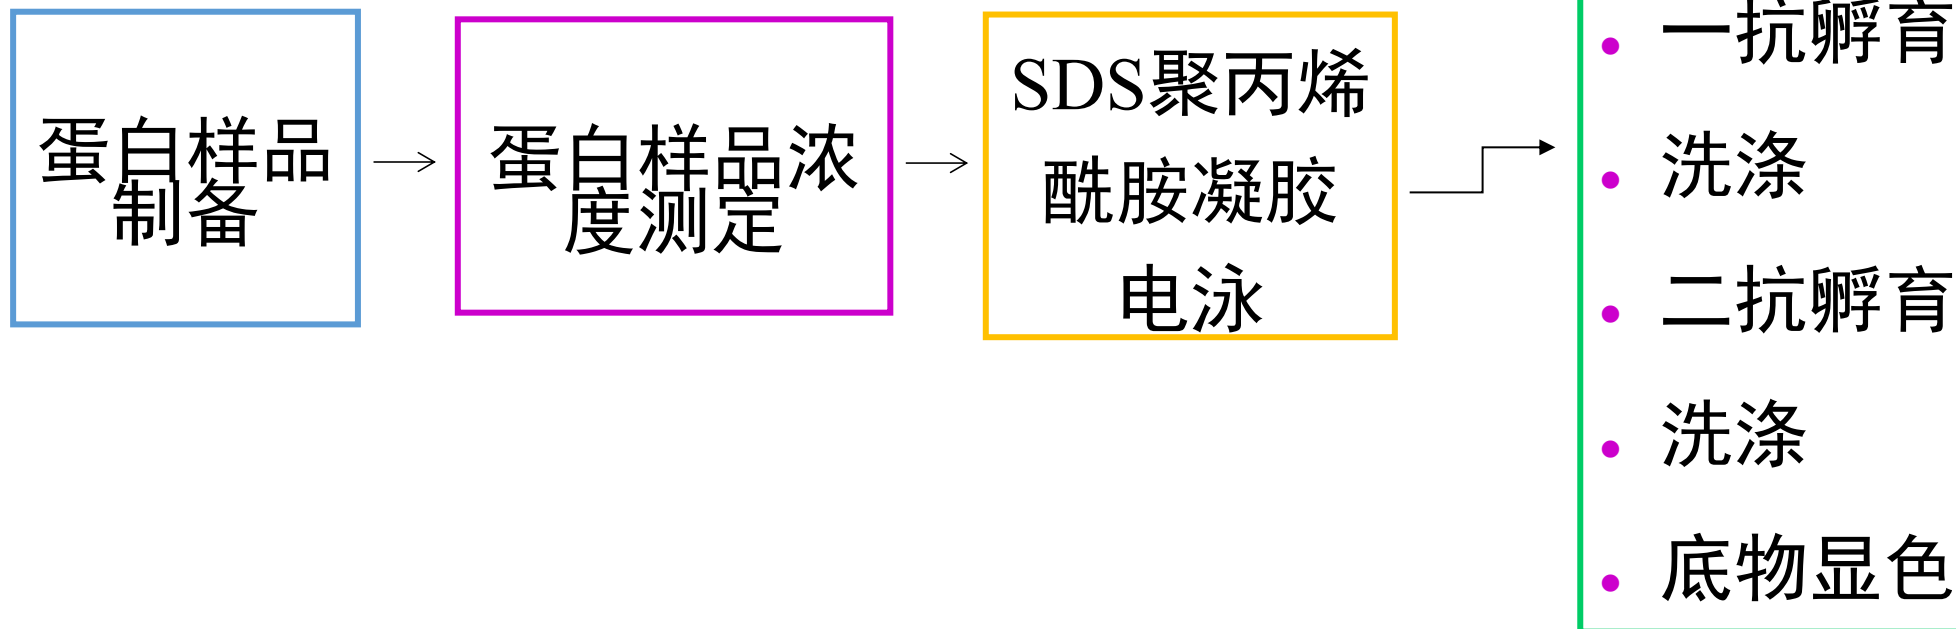 蛋白样品
制备
蛋白样品浓
度测定
SDS聚丙烯
酰胺凝胶
电泳
• 一抗孵育
• 洗涤
• 二抗孵育
• 洗涤
• 底物显色